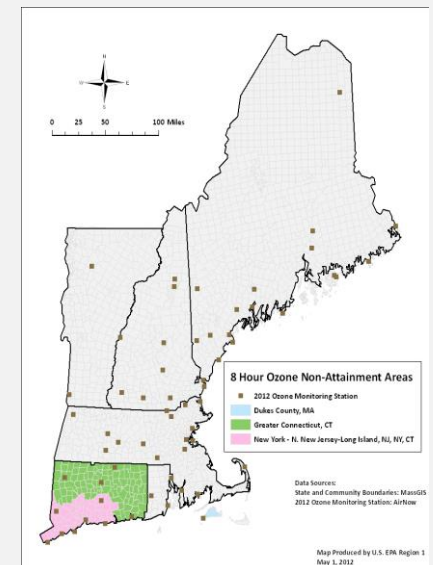 N
W
E
S
0 25 50 100 Miles
8 Hour Ozone Non-Attainment Areas
2012 Ozone Monitoring Station
Dukes County, MA
Greater Connecticut, CT
New York - N. New Jersey-Long Island, NJ, NY, CT
Data Sources:
State and Community Boundaries: MassGIS
2012 Ozone Monitoring Station: AirNow
Map Produced by U.S. EPA Region 1
May 1, 2012